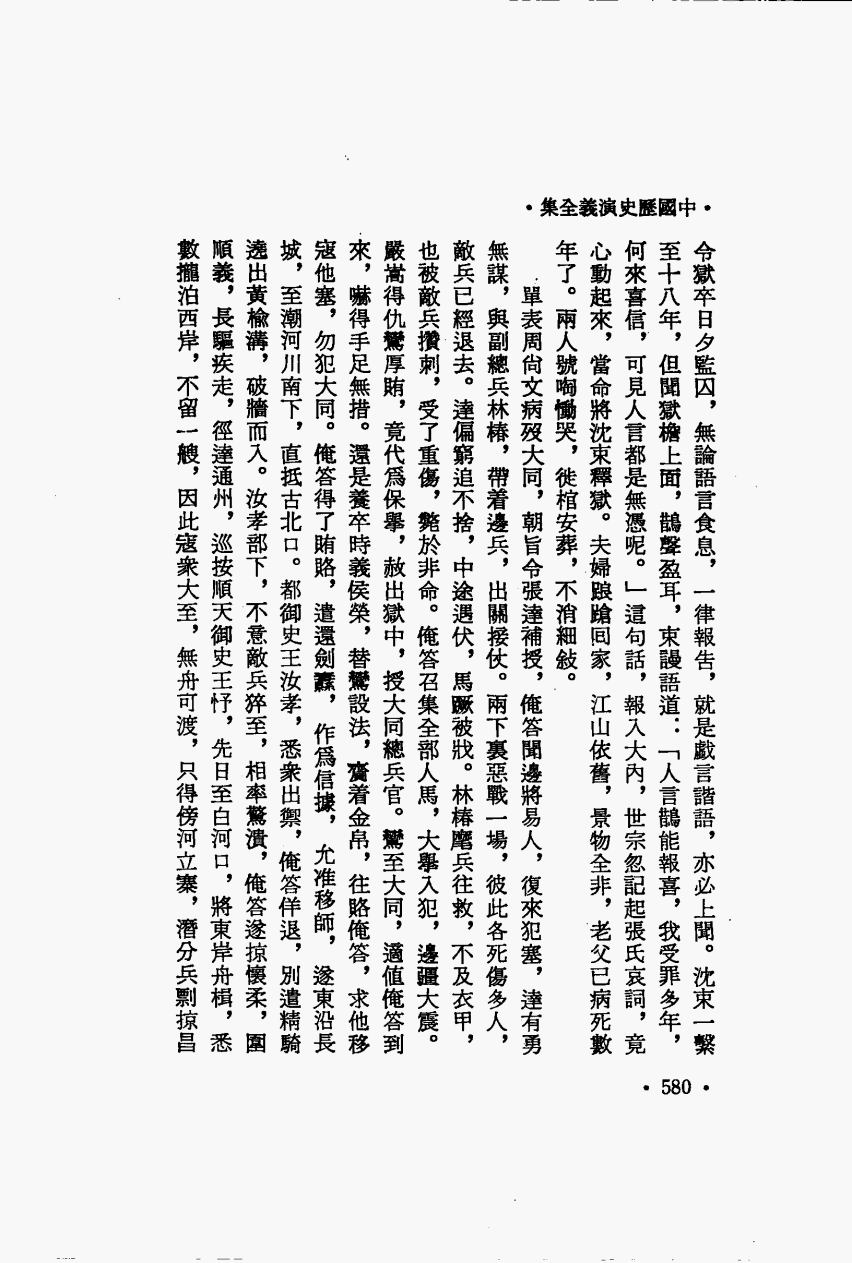 ·中國歷史演義全集·
令獄卒日夕監囚，無論語言食息，一律報告，就是戲言諧語，亦必上聞。沈束一繫
至十八年，但聞獄檐上面，鵲聲盈耳，束謾語道：「人言鵲能報喜，我受罪多年，
何來喜信，可見人言都是無憑呢。」這句話，報入大內，世宗忽記起張氏哀詞，竟
心動起來，當命將沈束釋獄。夫婦踉蹌回家，江山依舊，景物全非，老父已病死數
年了。兩人號啕慟哭，徙棺安葬，不消細敍。
單表周尙文病歿大同，朝旨令張達補授，俺答聞邊將易人，復來犯塞，達有勇
無謀，與副總兵林椿，帶着邊兵，出關接仗。兩下裏惡戰一場，彼此各死傷多人，
敵兵已經退去。達偏窮追不捨，中途遇伏，馬蹶被戕。林椿麾兵往救，不及衣甲，
也被敵兵攢刺，受了重傷，斃於非命。俺答召集全部人馬，大舉入犯，邊疆大震。
嚴嵩得仇鸞厚賄，竟代爲保擧，赦出獄中，授大同總兵官。鸞至大同，適値俺答到
來，嚇得手足無措。還是養卒時義侯榮，替鸞設法，齎着金帛，往賂俺答，求他移
寇他塞，勿犯大同。俺答得了賄賂，遣還劍纛，作爲信據，允准移師，遂東沿長
城，至潮河川南下，直抵古北口。都御史王汝孝，悉衆出禦，俺答佯退，別遣精騎
遶出黃楡溝，破牆而入。汝孝部下，不意敵兵猝至，相率驚潰，俺答遂掠懷柔，圍
順義，長驅疾走，徑達通州，巡按順天御史王忬，先日至白河口，將東岸舟楫，悉
數攏泊西岸，不留一艘，因此寇衆大至，無舟可渡，只得傍河立寨，潛分兵剽掠昌
·580·